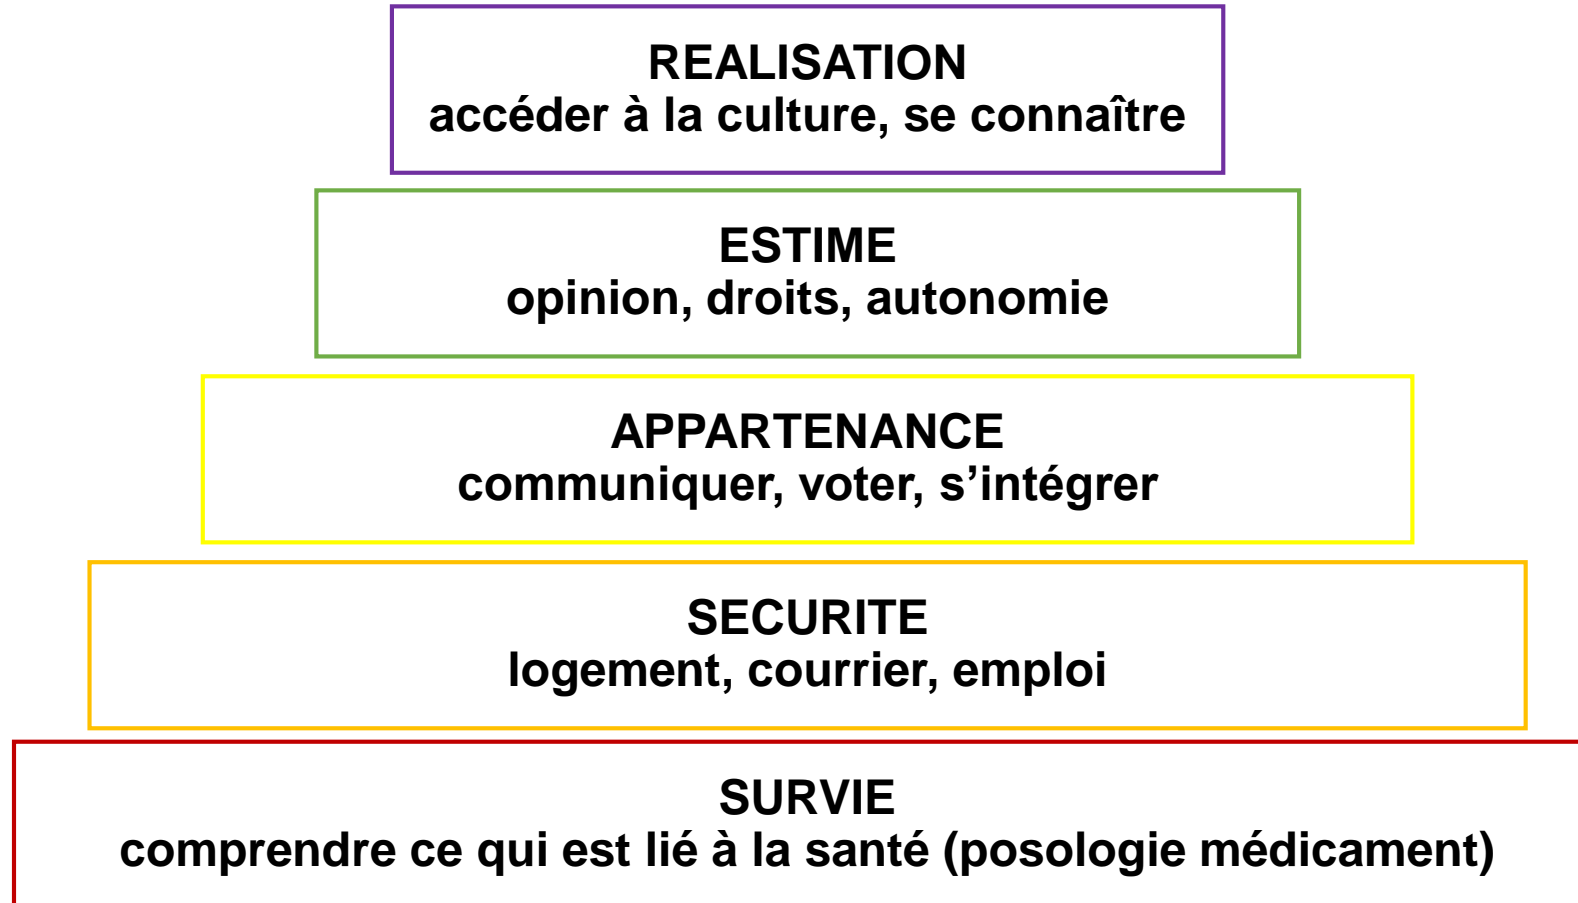 REALISATION
accéder à la culture, se connaître
ESTIME
opinion, droits, autonomie
APPARTENANCE
communiquer, voter, s’intégrer
SECURITE
logement, courrier, emploi
SURVIE
comprendre ce qui est lié à la santé (posologie médicament)